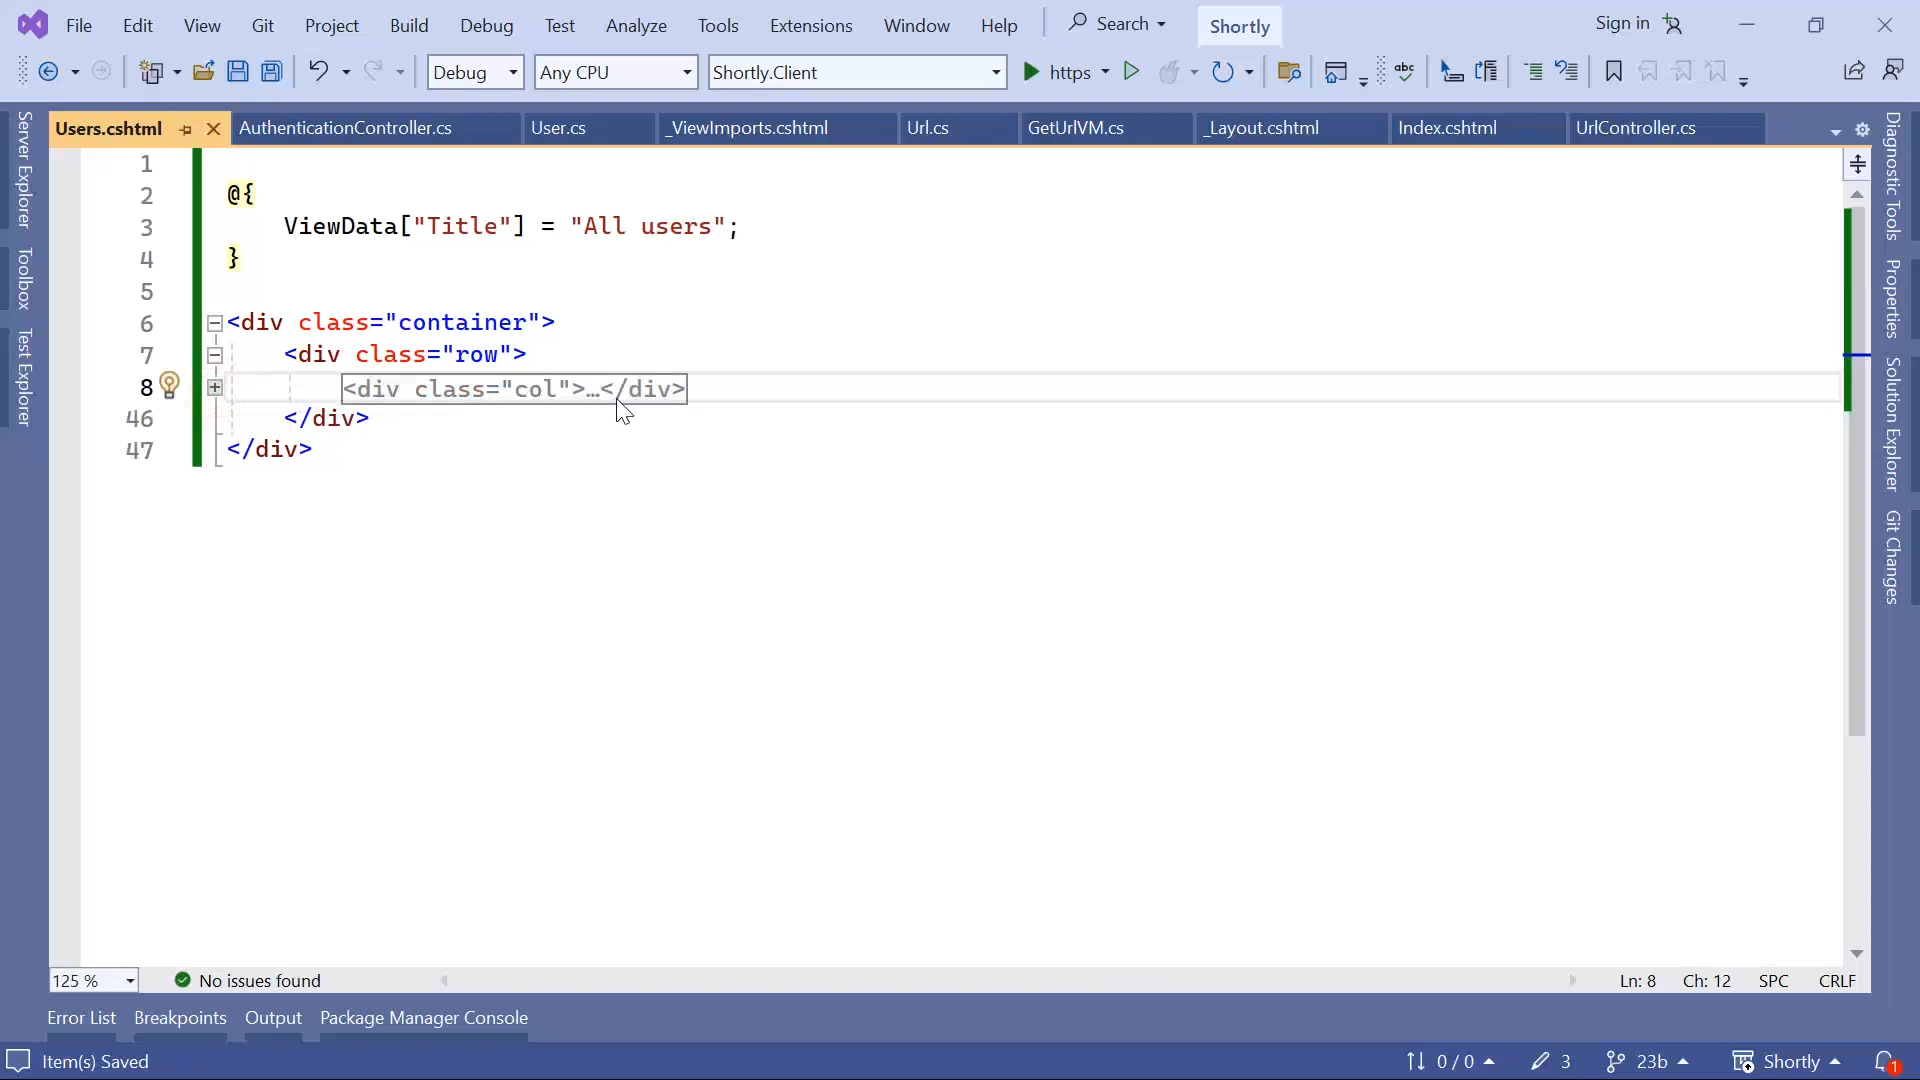 File Edit View Git Project Build Debug Test Analyze Tools Extensions Window Help Search Shortly Sign in
Debug Any CPU Shortly.Client https abc
Users.cshtml AuthenticationController.cs User.cs _ViewImports.cshtml Url.cs GetUrlVM.cs _Layout.cshtml Index.cshtml UrlController.cs
Server Explorer
Toolbox
Test Explorer
1
2 @{
3 ViewData["Title"] = "All users";
4 }
5
6 <div class="container">
7 <div class="row">
8 <div class="col">…</div>
46 </div>
47 </div>
Diagnostic Tools
Properties
Solution Explorer
Git Changes
125 % No issues found Ln: 8 Ch: 12 SPC CRLF
Error List Breakpoints Output Package Manager Console
Item(s) Saved 0 / 0 3 23b Shortly 1